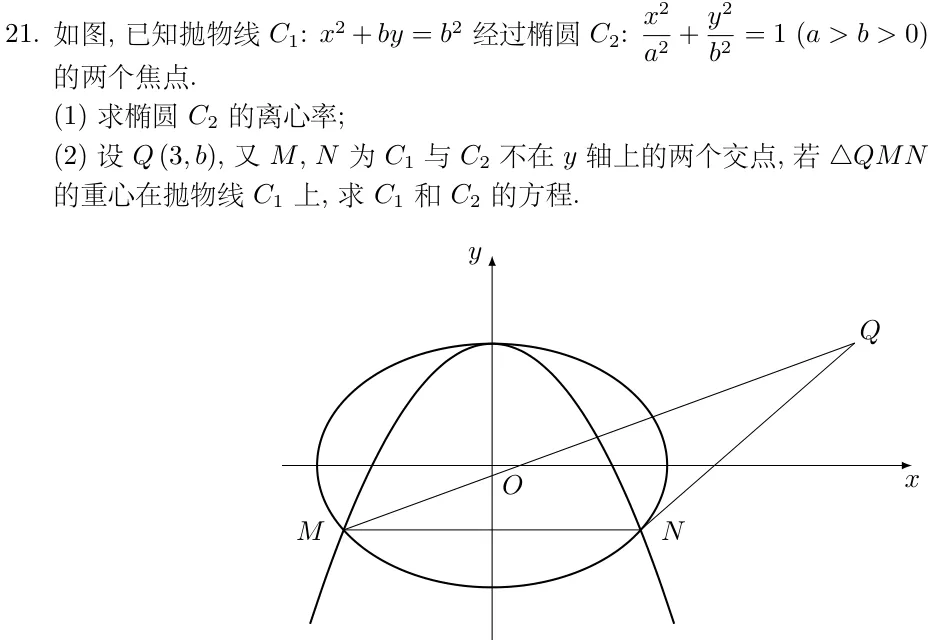 21. 如图, 已知抛物线 C₁: x² + by = b² 经过椭圆 C₂: x²/a² + y²/b² = 1 (a > b > 0)
的两个焦点.
(1) 求椭圆 C₂ 的离心率;
(2) 设 Q (3, b), 又 M, N 为 C₁ 与 C₂ 不在 y 轴上的两个交点, 若 △QMN
的重心在抛物线 C₁ 上, 求 C₁ 和 C₂ 的方程.
y
Q
O
x
M
N